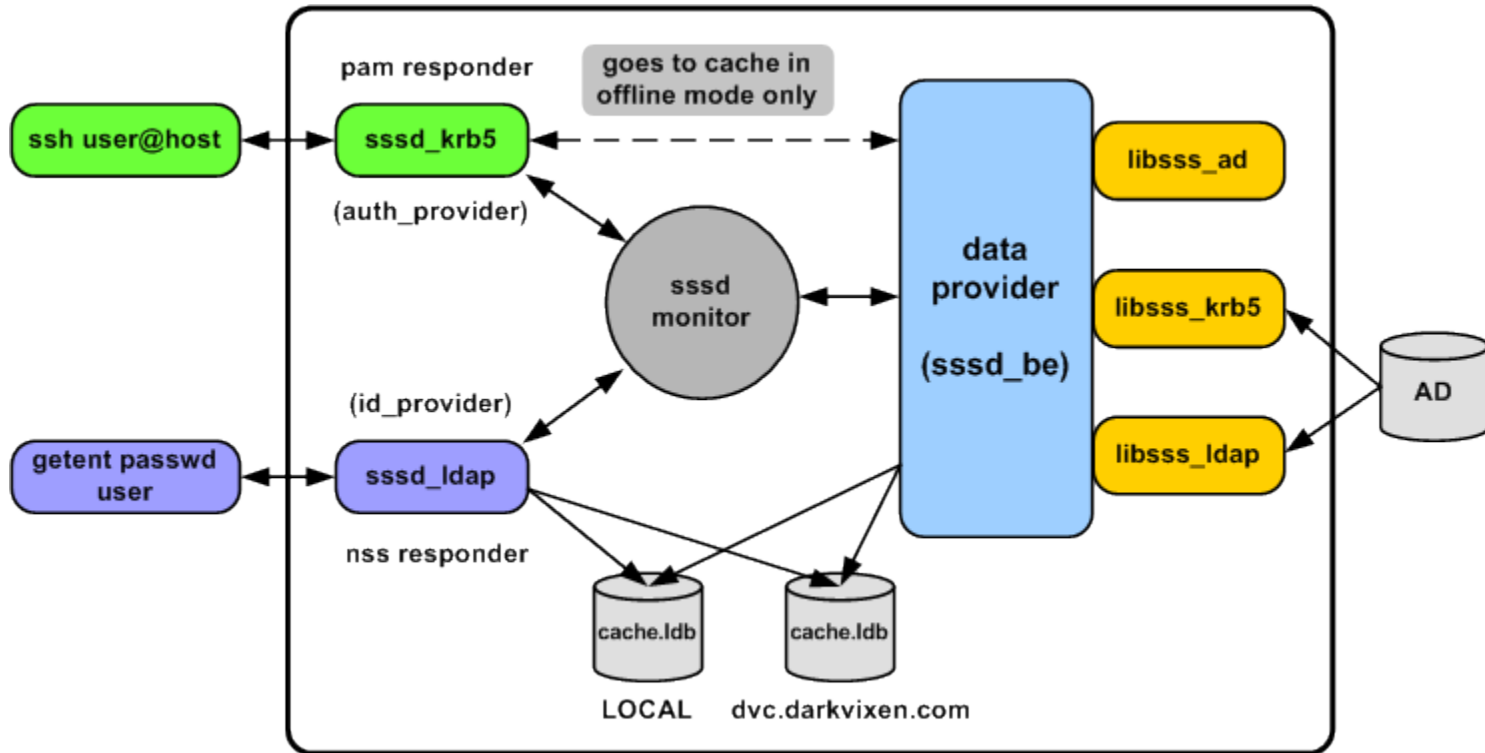 pam responder
goes to cache in
offline mode only
ssh user@host
sssd_krb5
libsss_ad
(auth_provider)
data
provider
(sssd_be)
sssd
monitor
libsss_krb5
AD
(id_provider)
getent passwd
user
sssd_ldap
libsss_ldap
nss responder
cache.ldb
cache.ldb
LOCAL
dvc.darkvixen.com